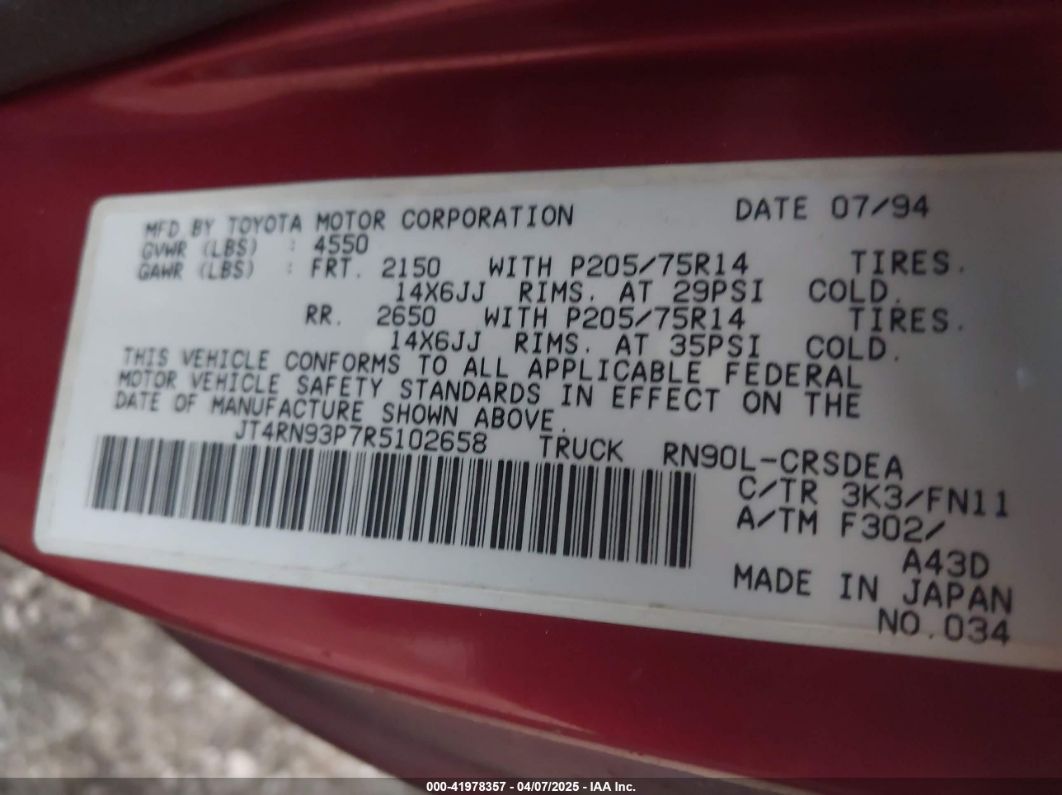 MFD. BY TOYOTA MOTOR CORPORATION DATE 07/94
GVWR (LBS) : 4550
GAWR (LBS) : FRT. 2150 WITH P205/75R14 TIRES.
14X6JJ RIMS. AT 29PSI COLD.
RR. 2650 WITH P205/75R14 TIRES.
14X6JJ RIMS. AT 35PSI COLD.
THIS VEHICLE CONFORMS TO ALL APPLICABLE FEDERAL
MOTOR VEHICLE SAFETY STANDARDS IN EFFECT ON THE
DATE OF MANUFACTURE SHOWN ABOVE.
JT4RN93P7R5102658 TRUCK RN90L-CRSDEA
C/TR 3K3/FN11
A/TM F302/
A43D
MADE IN JAPAN
NO.034
000-41978357 - 04/07/2025 - IAA Inc.